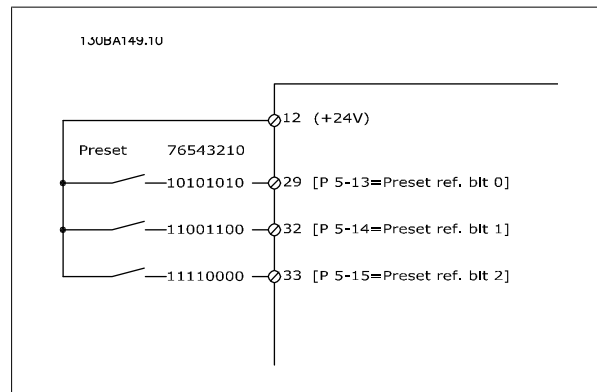 130BA149.10
12 (+24V)
Preset 76543210
10101010 29 [P 5-13=Preset ref. bit 0]
11001100 32 [P 5-14=Preset ref. bit 1]
11110000 33 [P 5-15=Preset ref. bit 2]